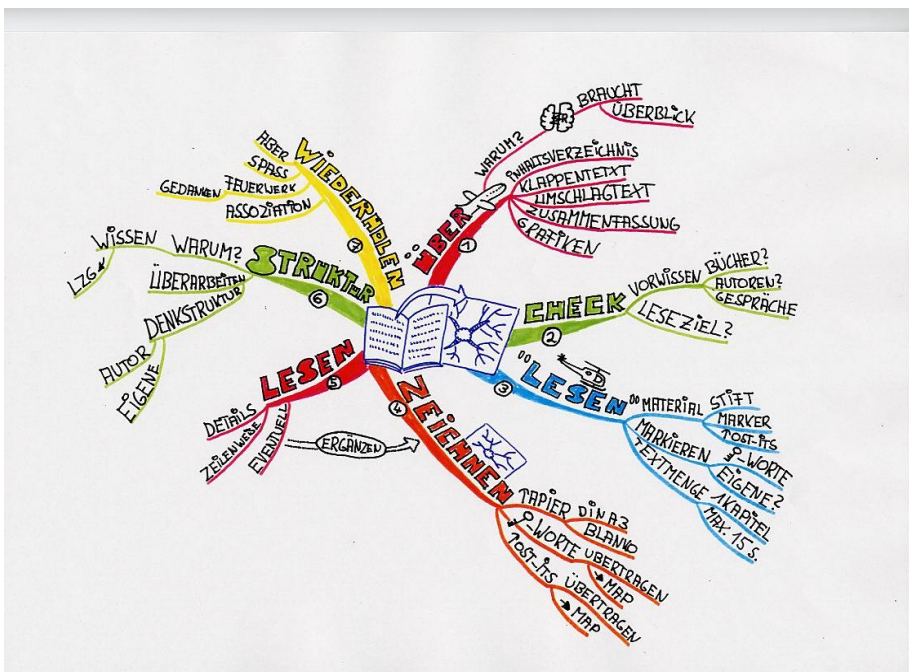 ÜBER
1
WARUM?
BRAUCHT
ÜBERBLICK
INHALTSVERZEICHNIS
KLAPPENTETXT
UMSCHLAGTEXT
ZUSAMMENFASSUNG
GRAFIKEN
CHECK
2
VORWISSEN
BÜCHER?
AUTOREN?
GESPRÄCHE
LESEZIEL?
"LESEN"
3
MATERIAL
STIFT
MARKER
POST-ITS
MARKIEREN
-WORTE
EIGENE?
TEXTMENGE
1 KAPITEL
MAX. 15 S.
ZEICHNEN
4
PAPIER
DIN A3
BLANKO
-WORTE ÜBERTRAGEN
→ MAP
POST-ITS ÜBERTRAGEN
→ MAP
LESEN
5
DETAILS
ZEILENWEISE
EVENTUELL
ERGÄNZEN
STRUKTUR
6
WARUM?
WISSEN
LZG
ÜBERARBEITEN
DENKSTRUKTUR
AUTOR
EIGENE
WIEDERHOLEN
7
ABER
SPASS
FEUERWERK
GEDANKEN
ASSOZIATION